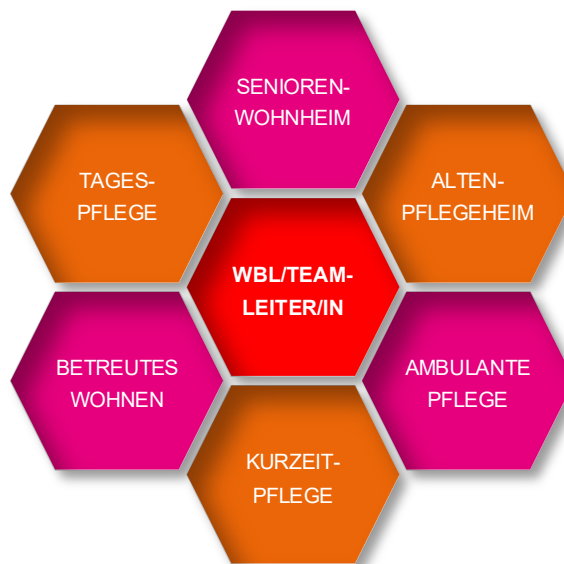 SENIOREN-
WOHNHEIM
TAGES-
PFLEGE
ALTEN-
PFLEGEHEIM
WBL/TEAM-
LEITER/IN
BETREUTES
WOHNEN
AMBULANTE
PFLEGE
KURZEIT-
PFLEGE